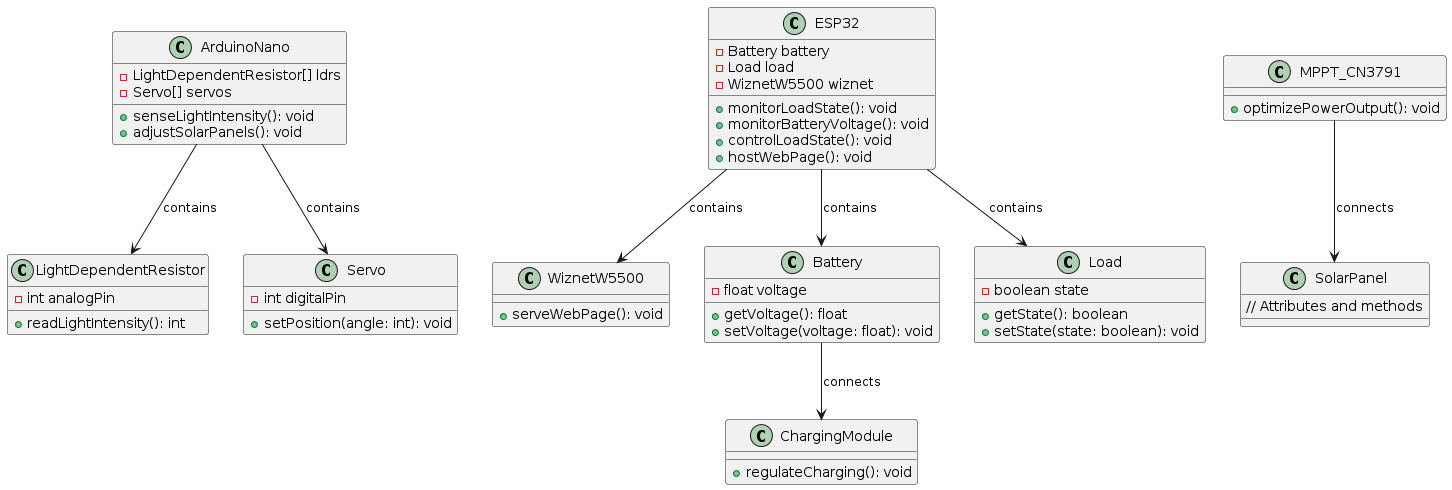 C ArduinoNano
LightDependentResistor[] ldrs
Servo[] servos
senseLightIntensity(): void
adjustSolarPanels(): void
C ESP32
Battery battery
Load load
WiznetW5500 wiznet
monitorLoadState(): void
monitorBatteryVoltage(): void
controlLoadState(): void
hostWebPage(): void
C MPPT_CN3791
optimizePowerOutput(): void
contains
contains
contains
contains
contains
connects
C LightDependentResistor
int analogPin
readLightIntensity(): int
C Servo
int digitalPin
setPosition(angle: int): void
C WiznetW5500
serveWebPage(): void
C Battery
float voltage
getVoltage(): float
setVoltage(voltage: float): void
C Load
boolean state
getState(): boolean
setState(state: boolean): void
C SolarPanel
// Attributes and methods
connects
C ChargingModule
regulateCharging(): void